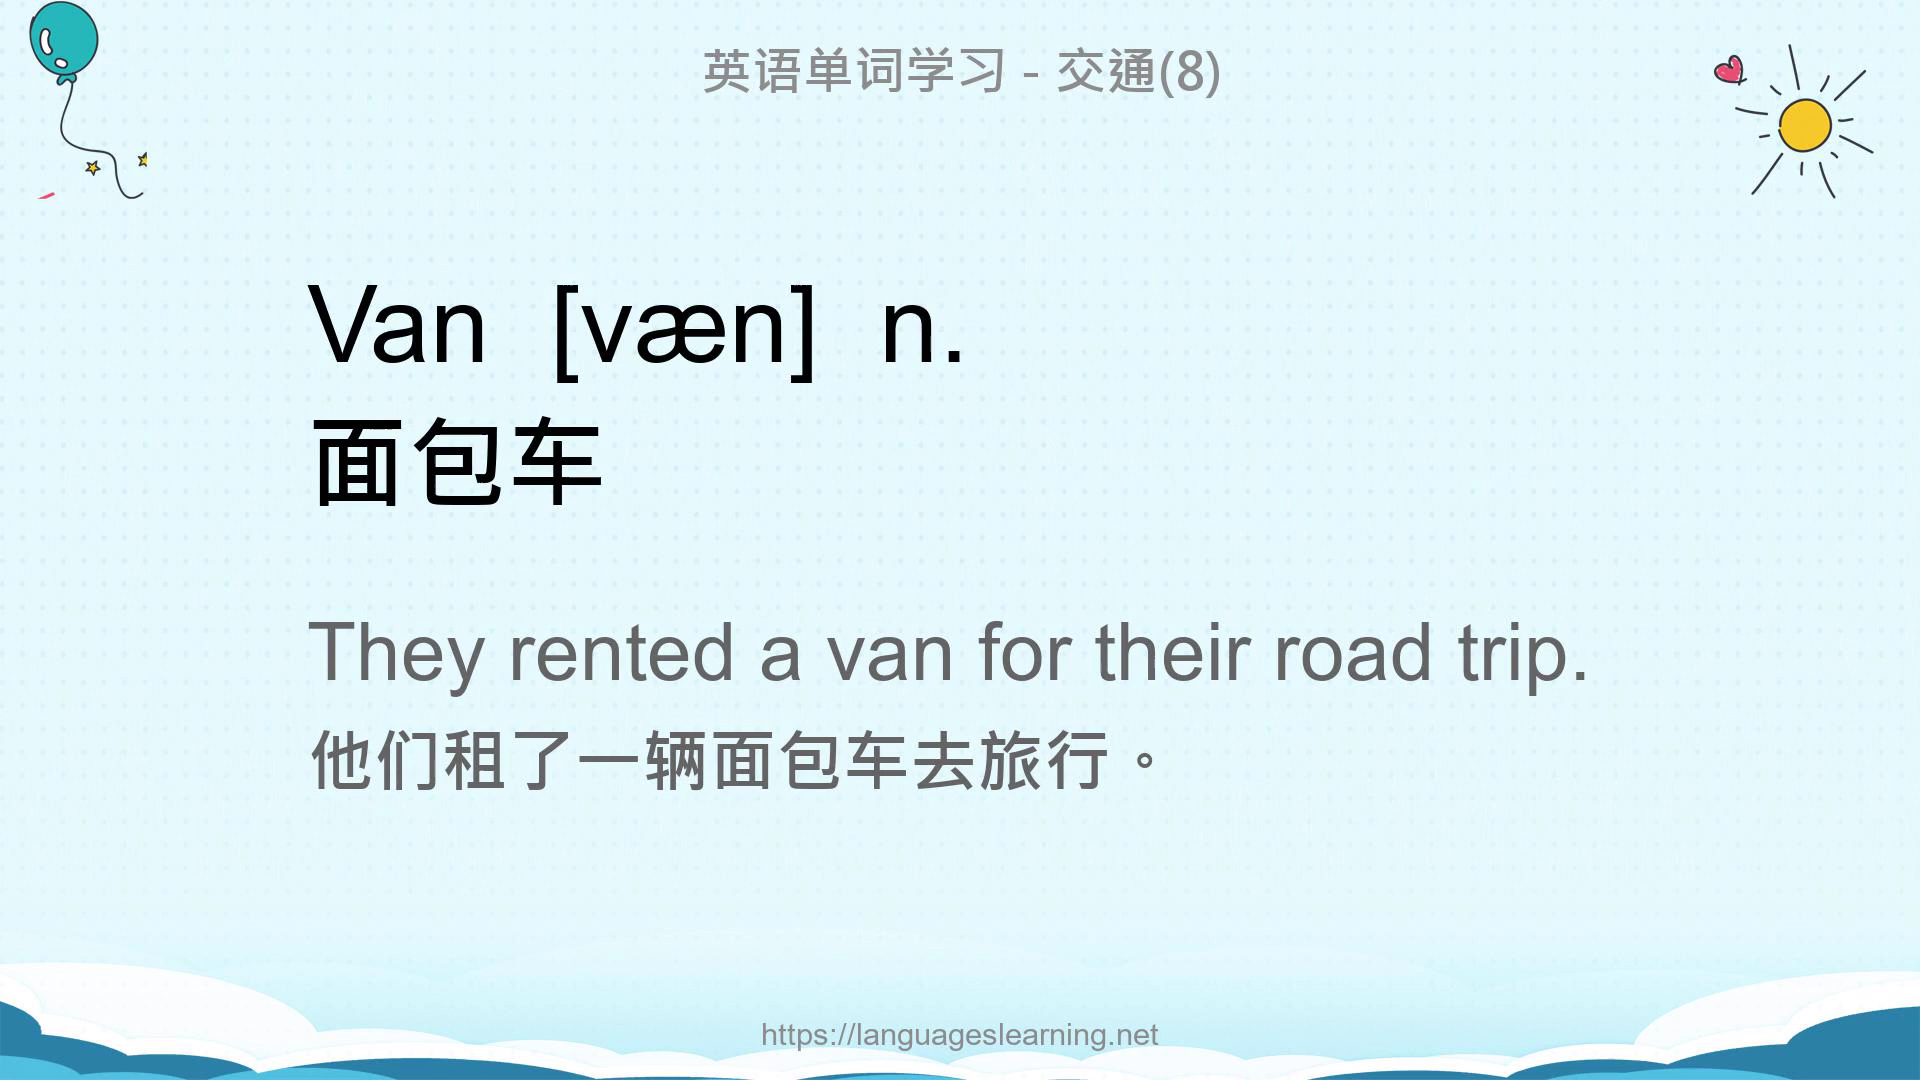 英语单词学习 - 交通(8)
Van [væn] n.
面包车
They rented a van for their road trip.
他们租了一辆面包车去旅行。
https://languageslearning.net